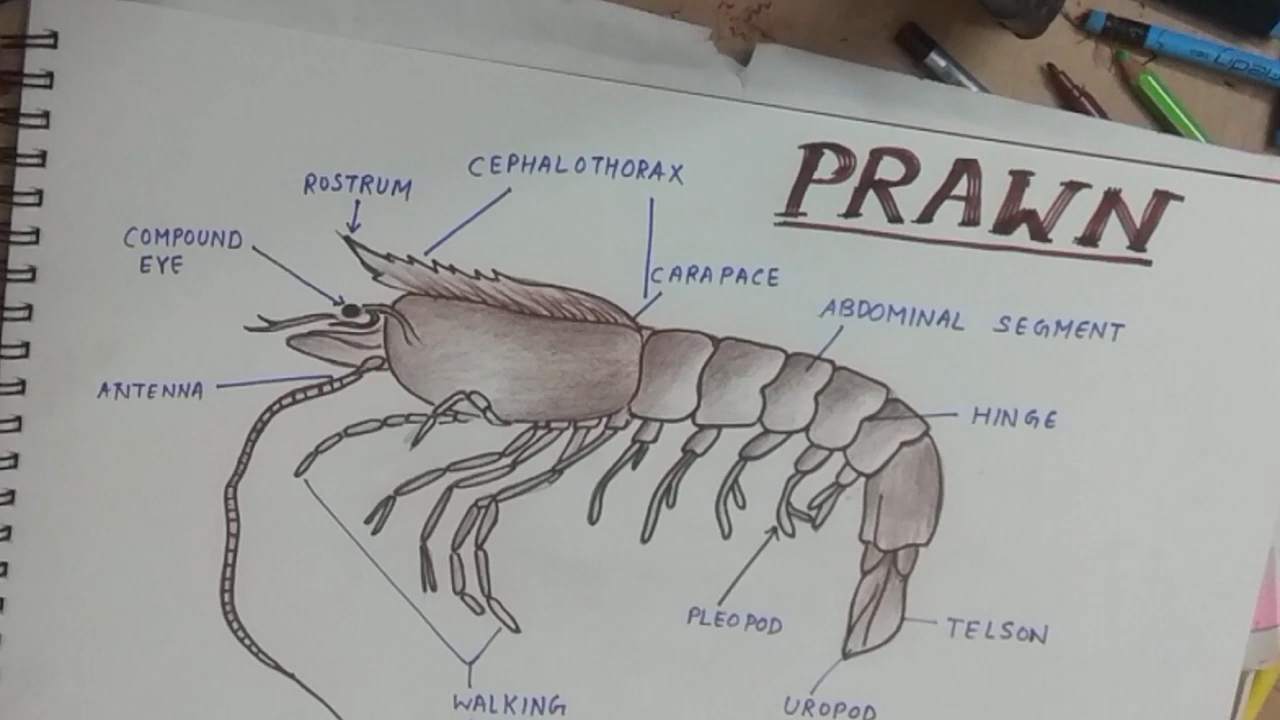 PRAWN
CEPHALOTHORAX
ROSTRUM
COMPOUND
EYE
CARAPACE
ABDOMINAL SEGMENT
ANTENNA
HINGE
PLEOPOD
TELSON
WALKING
UROPOD